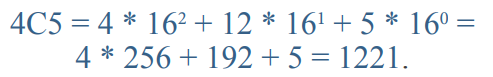 4C5 = 4 * 16² + 12 * 16¹ + 5 * 16⁰ =
4 * 256 + 192 + 5 = 1221.